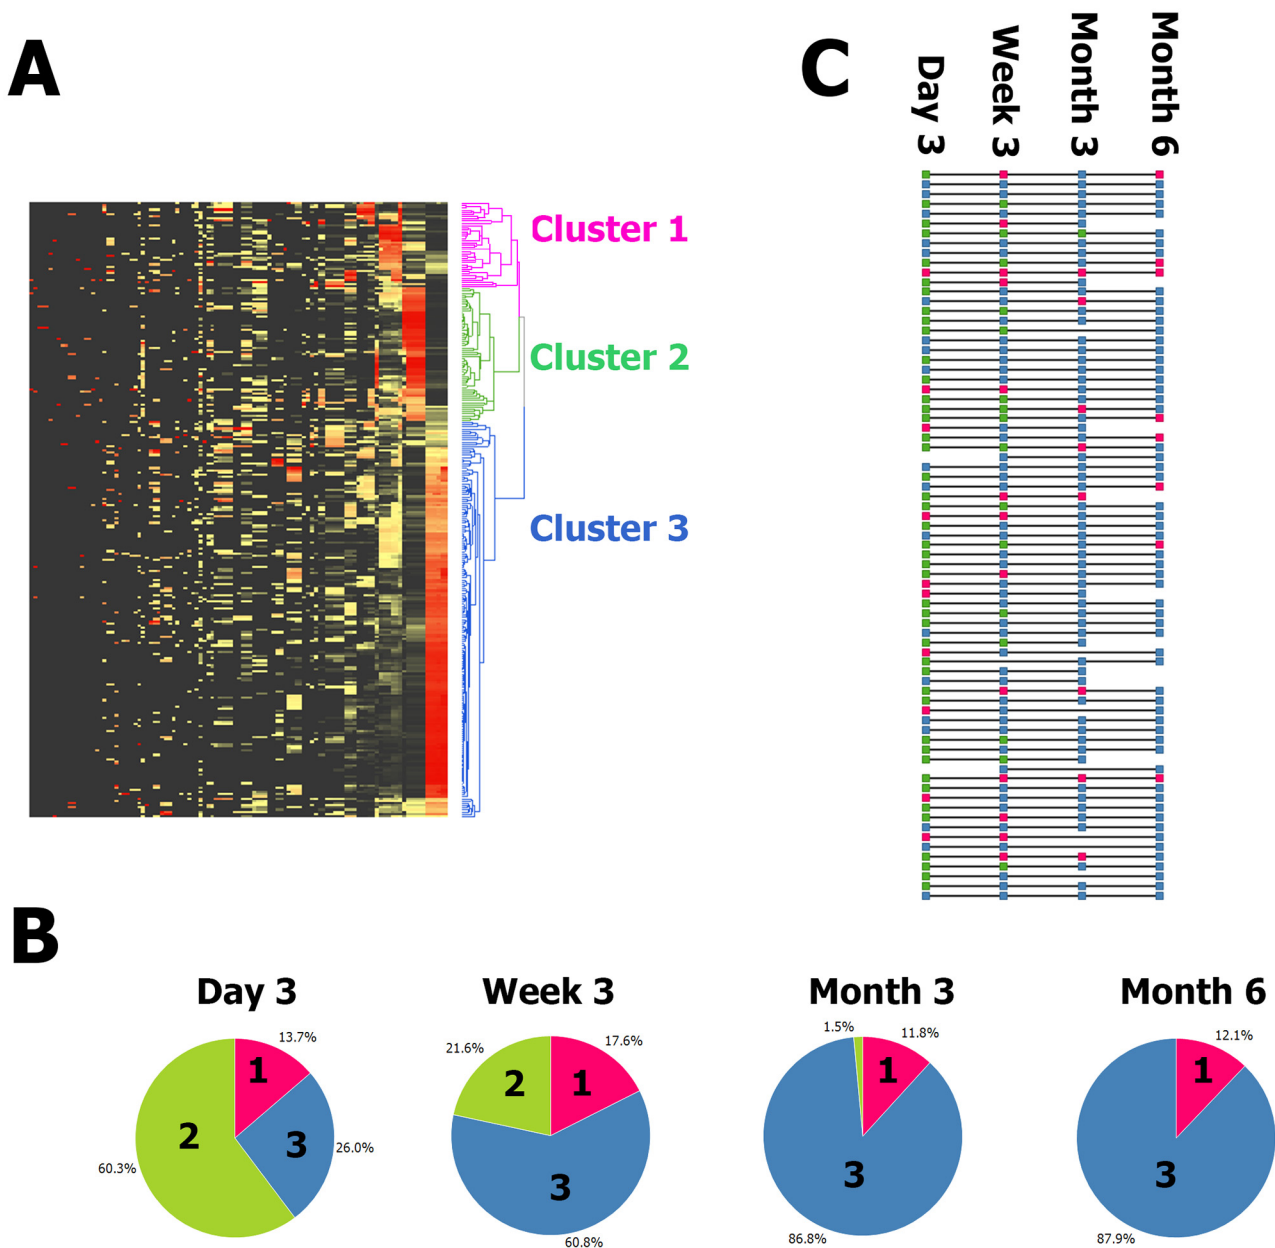 A
Cluster 1
Cluster 2
Cluster 3
C
Day 3
Week 3
Month 3
Month 6
B
Day 3
13.7%
1
2
3
26.0%
60.3%
Week 3
21.6%
17.6%
2
1
3
60.8%
Month 3
1.5%
11.8%
1
3
86.8%
Month 6
12.1%
1
3
87.9%